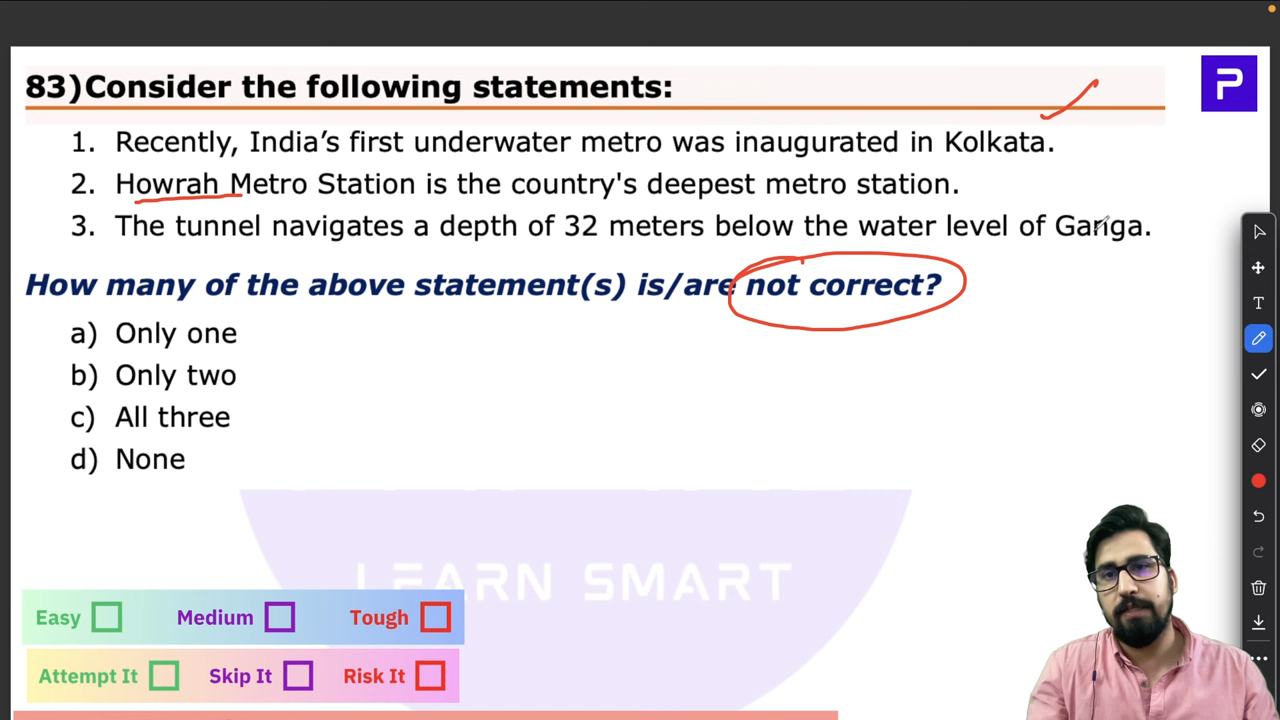 83)Consider the following statements:
1. Recently, India's first underwater metro was inaugurated in Kolkata.
2. Howrah Metro Station is the country's deepest metro station.
3. The tunnel navigates a depth of 32 meters below the water level of Ganga.
How many of the above statement(s) is/are not correct?
a) Only one
b) Only two
c) All three
d) None
LEARN SMART
Easy Medium Tough
Attempt It Skip It Risk It